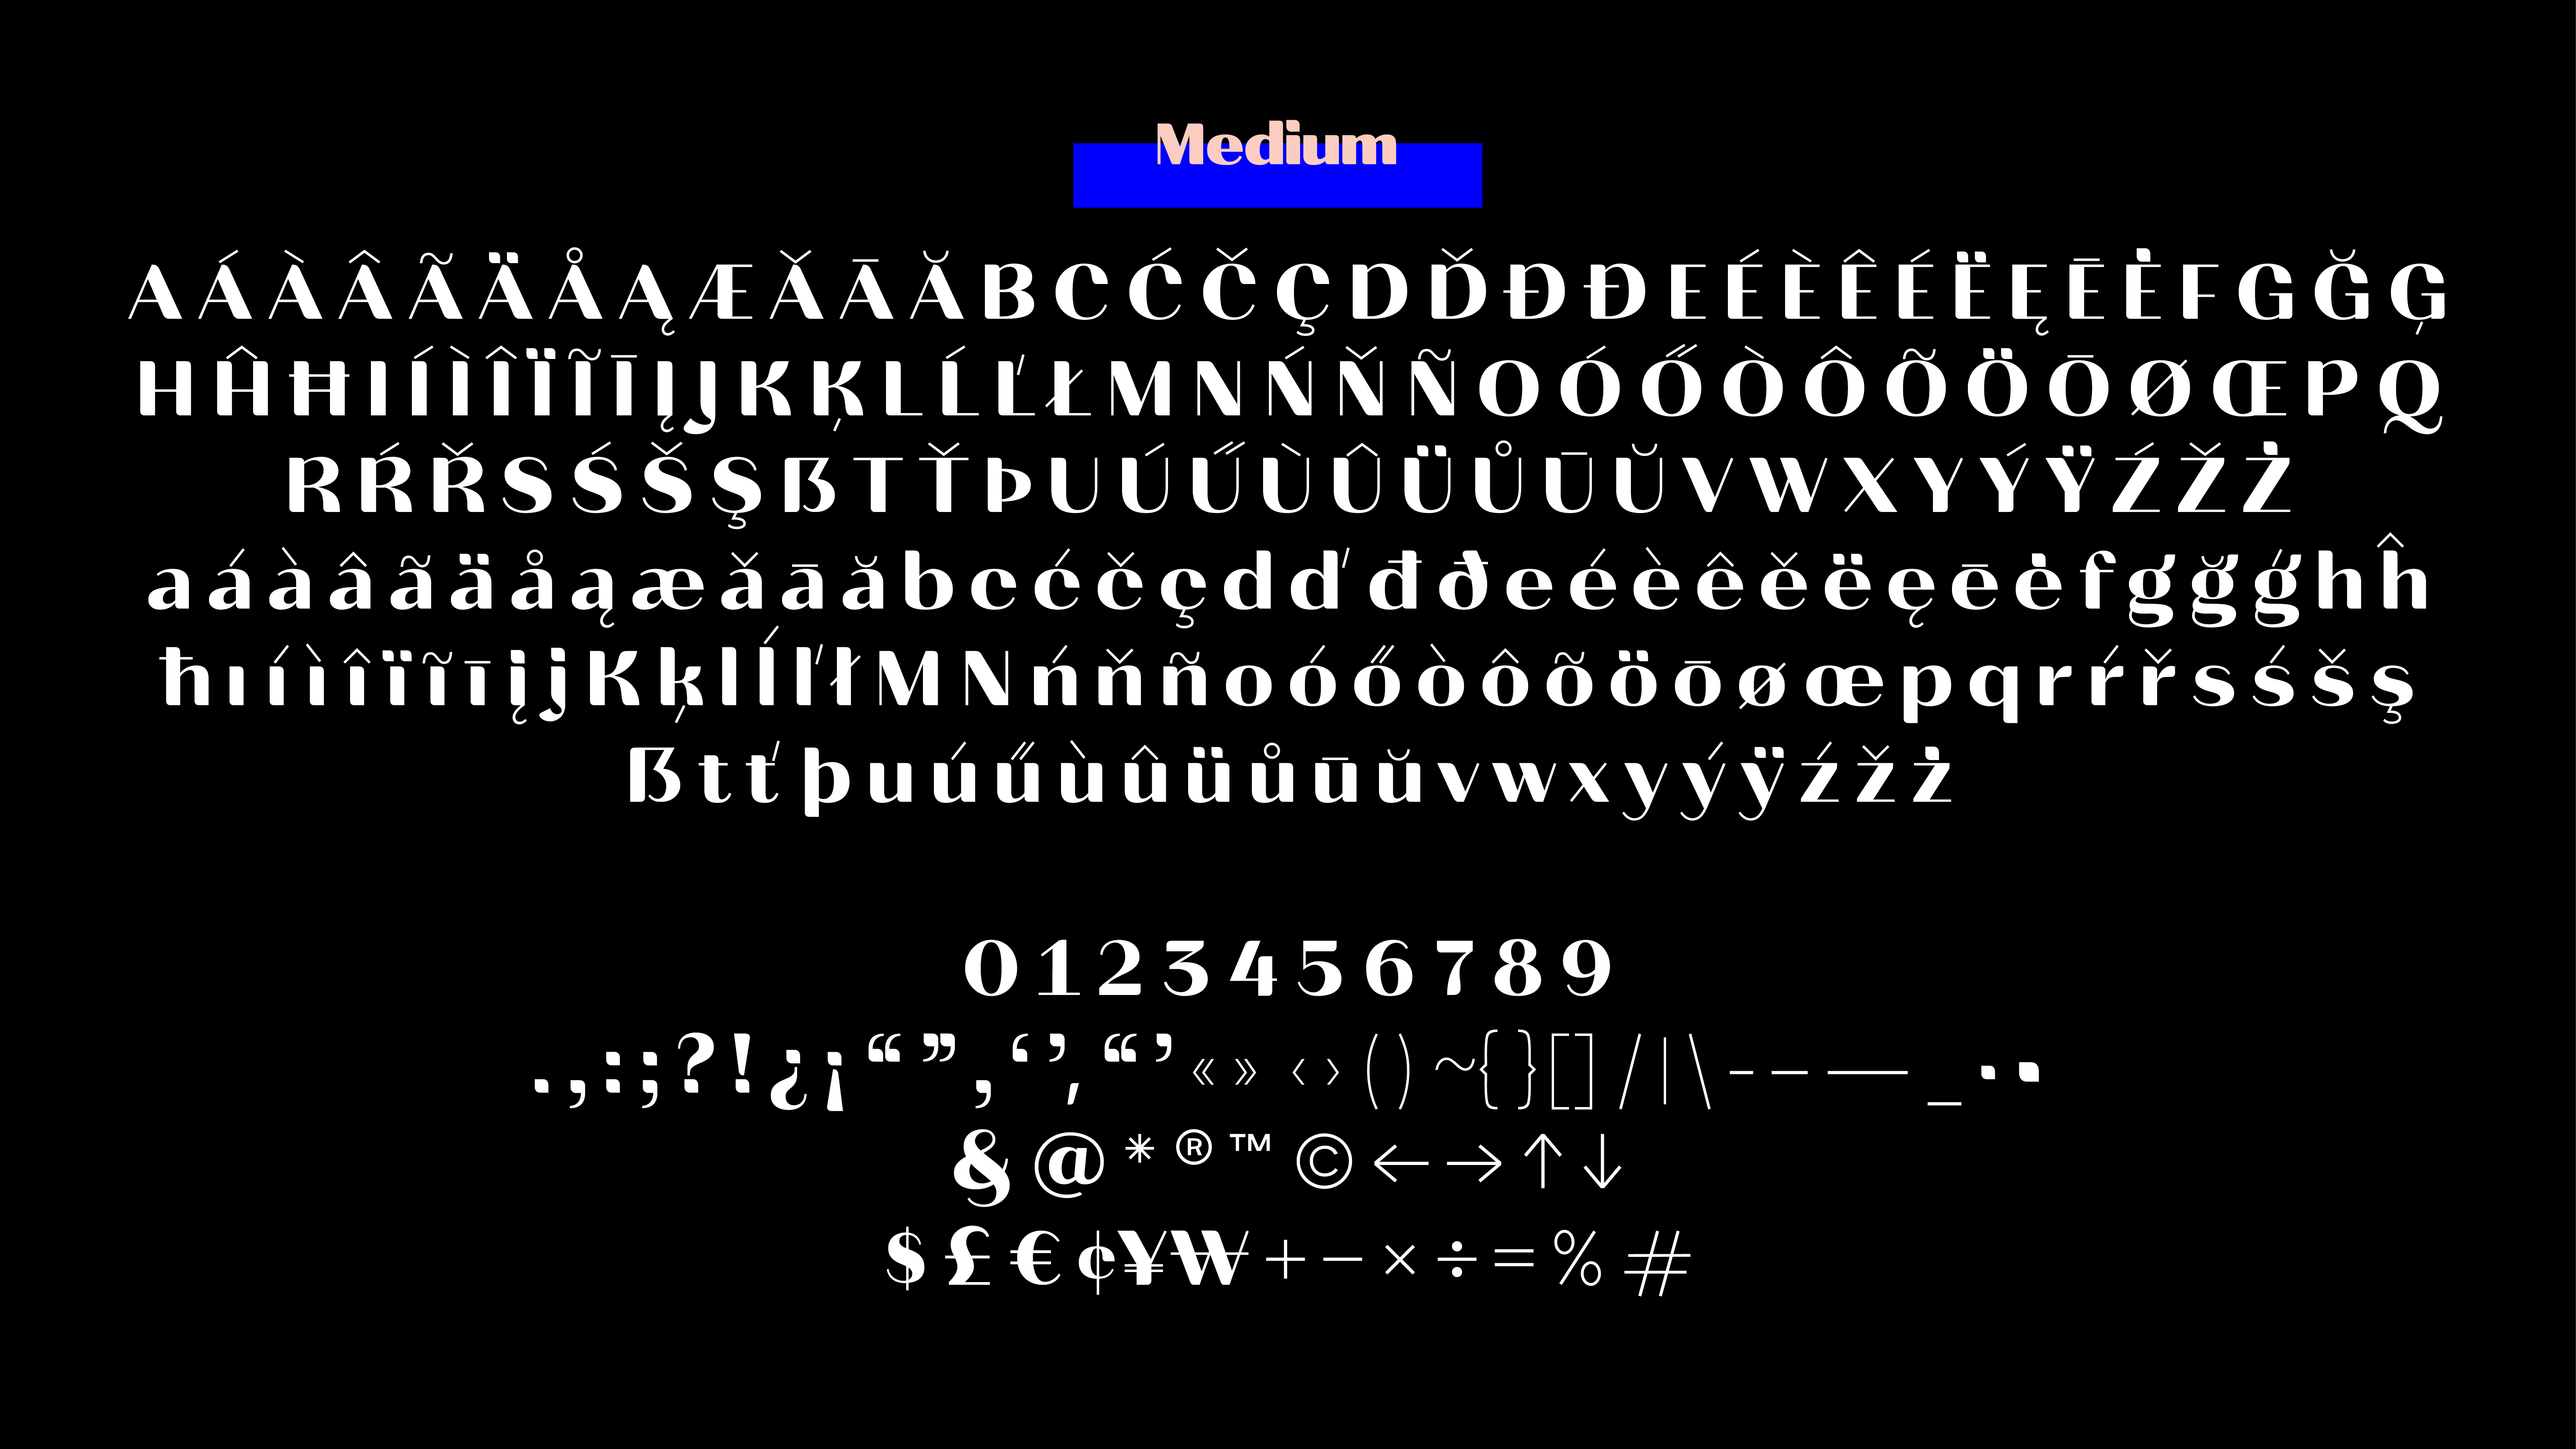 Medium
A Á À Â Ã Ä Å Ą Æ Ǎ Ā Ă B C Ć Č Ç D Ď Đ Đ E É È Ê É Ë Ę Ē Ė F G Ğ Ģ
H Ĥ Ħ I Í Ì Î Ï Ĩ Ī Į J K Ķ L Ĺ Ľ Ł M N Ń Ň Ñ O Ó Ő Ò Ô Õ Ö Ō Ø Œ P Q
R Ŕ Ř S Ś Š Ş ẞ T Ť Þ U Ú Ű Ù Û Ü Ů Ū Ŭ V W X Y Ý Ÿ Ź Ž Ż
a á à â ã ä å ą æ ǎ ā ă b c ć č ç d ď đ ð e é è ê ě ë ę ē ė f g ğ ǵ h ĥ
ħ ı í ì î ï ĩ ī į j K ķ l ĺ ľ ł M N ń ň ñ o ó ő ò ô õ ö ō ø œ p q r ŕ ř s ś š ş
ß t ť þ u ú ű ù û ü ů ū ŭ v w x y ý ÿ ź ž ż
0 1 2 3 4 5 6 7 8 9
. , : ; ? ! ¿ ¡ “ ” , ‘ ’ , “ ’ « » ‹ › ( ) ~ { } [ ] / | \ - – — _ · •
& @ * ® ™ © ← → ↑ ↓
$ £ € ¢ ¥ ₩ + − × ÷ = % #